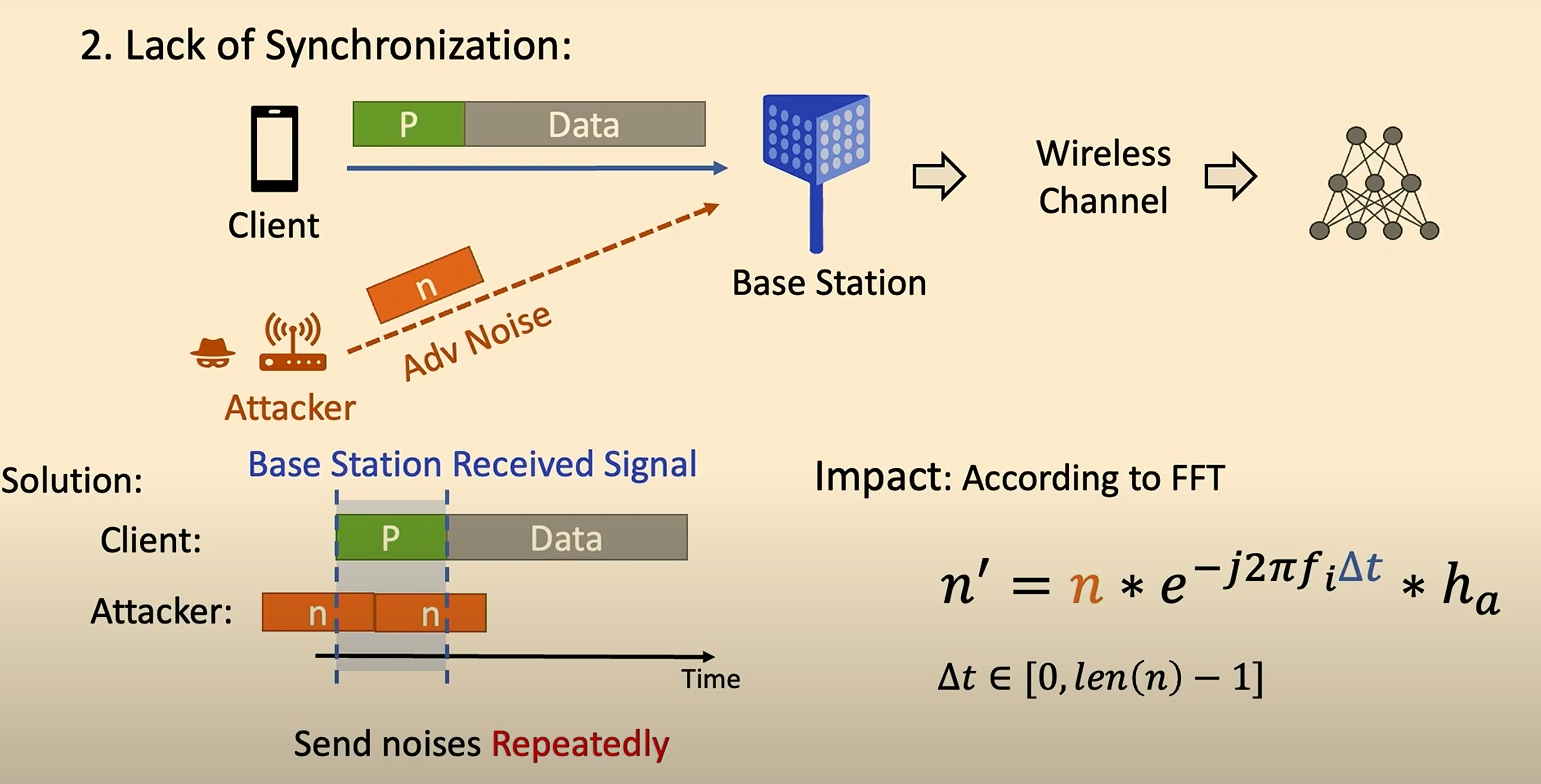 2. Lack of Synchronization:
P
Data
Client
n
Adv Noise
Attacker
Base Station
Wireless
Channel
Solution:
Base Station Received Signal
Client:
P
Data
Attacker:
n
n
Time
Send noises Repeatedly
Impact: According to FFT
n′ = n * e^{−j2πf_iΔt} * h_a
Δt ∈ [0, len(n) − 1]